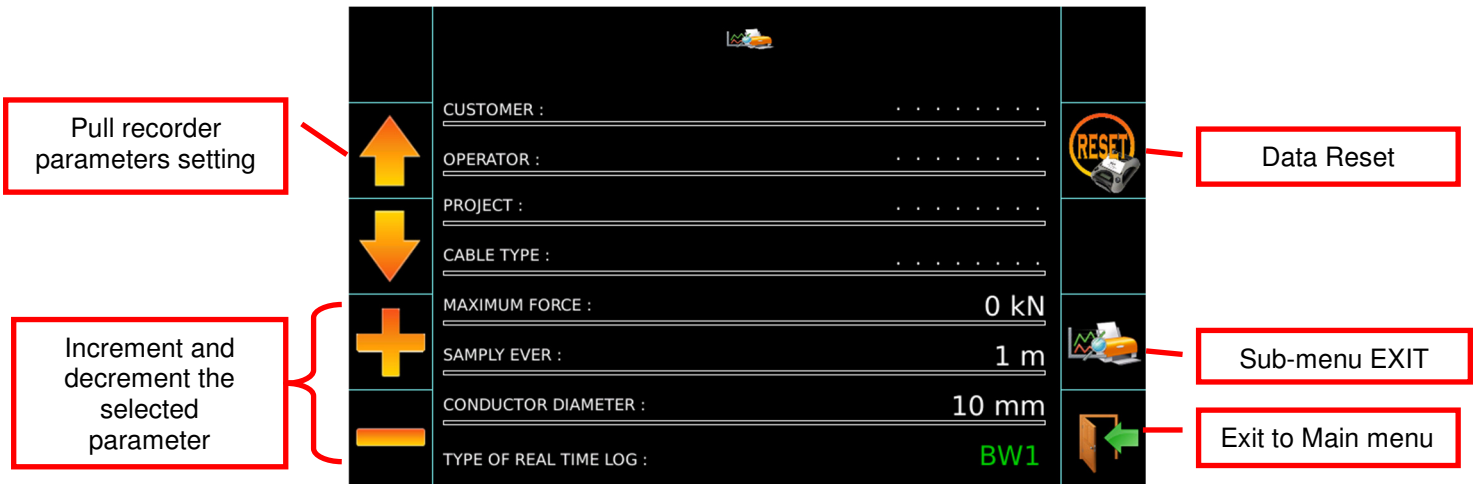 Pull recorder
parameters setting
Increment and
decrement the
selected
parameter
CUSTOMER : . . . . . . . .
OPERATOR : . . . . . . . .
PROJECT : . . . . . . . .
CABLE TYPE : . . . . . . . .
MAXIMUM FORCE : 0 kN
SAMPLY EVER : 1 m
CONDUCTOR DIAMETER : 10 mm
TYPE OF REAL TIME LOG : BW1
RESET
Data Reset
Sub-menu EXIT
Exit to Main menu